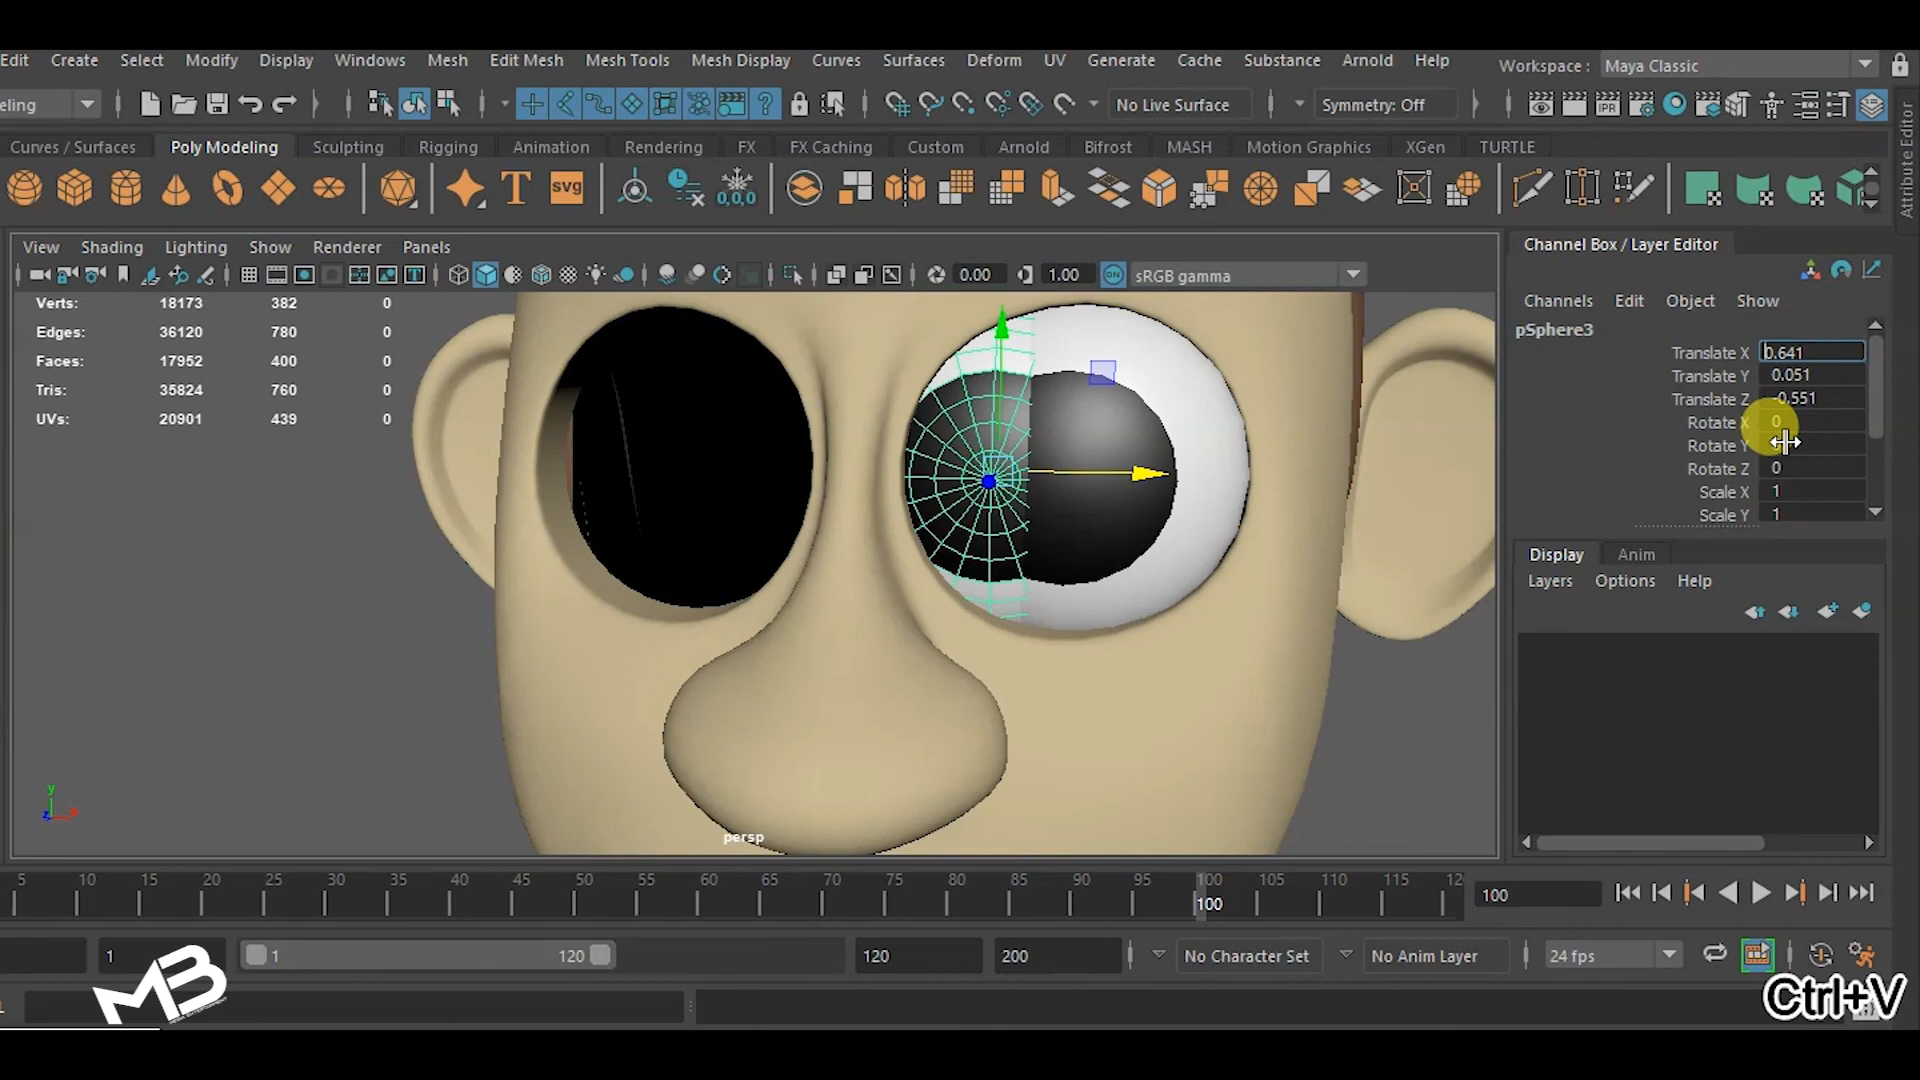 Edit Create Select Modify Display Windows Mesh Edit Mesh Mesh Tools Mesh Display Curves Surfaces Deform UV Generate Cache Substance Arnold Help Workspace : Maya Classic
eling No Live Surface Symmetry: Off IPR
Curves / Surfaces Poly Modeling Sculpting Rigging Animation Rendering FX FX Caching Custom Arnold Bifrost MASH Motion Graphics XGen TURTLE
T svg 0,0,0
Attribute Editor
View Shading Lighting Show Renderer Panels
0.00 1.00 ON sRGB gamma
Verts: 18173 382 0
Edges: 36120 780 0
Faces: 17952 400 0
Tris: 35824 760 0
UVs: 20901 439 0
y
z x
persp
Channel Box / Layer Editor
Channels Edit Object Show
pSphere3
Translate X 0.641
Translate Y 0.051
Translate Z -0.551
Rotate X 0
Rotate Y
Rotate Z 0
Scale X 1
Scale Y 1
Display Anim
Layers Options Help
5 10 15 20 25 30 35 40 45 50 55 60 65 70 75 80 85 90 95 100 105 110 115 12
100 100
1 1 120 120 200 No Character Set No Anim Layer 24 fps
MB
Ctrl+V